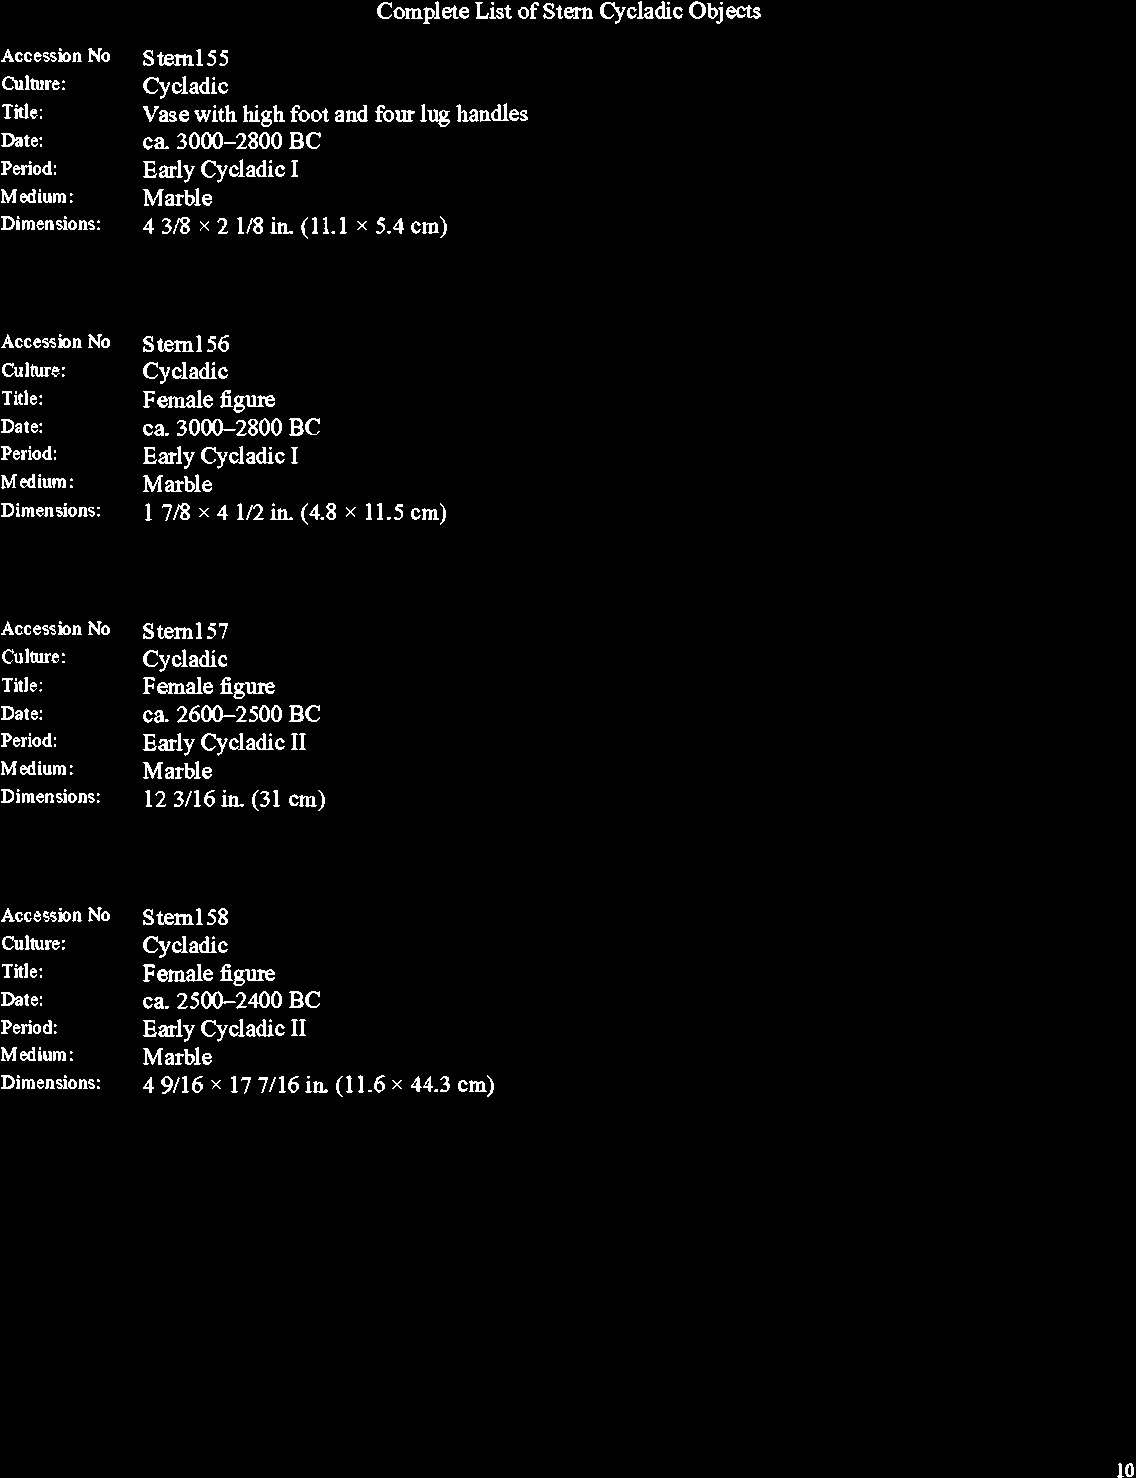 Complete List of Stern Cycladic Objects
Accession No Stern155
Culture: Cycladic
Title: Vase with high foot and four lug handles
Date: ca. 3000–2800 BC
Period: Early Cycladic I
Medium: Marble
Dimensions: 4 3/8 × 2 1/8 in. (11.1 × 5.4 cm)
Accession No Stern156
Culture: Cycladic
Title: Female figure
Date: ca. 3000–2800 BC
Period: Early Cycladic I
Medium: Marble
Dimensions: 1 7/8 × 4 1/2 in. (4.8 × 11.5 cm)
Accession No Stern157
Culture: Cycladic
Title: Female figure
Date: ca. 2600–2500 BC
Period: Early Cycladic II
Medium: Marble
Dimensions: 12 3/16 in. (31 cm)
Accession No Stern158
Culture: Cycladic
Title: Female figure
Date: ca. 2500–2400 BC
Period: Early Cycladic II
Medium: Marble
Dimensions: 4 9/16 × 17 7/16 in. (11.6 × 44.3 cm)
10